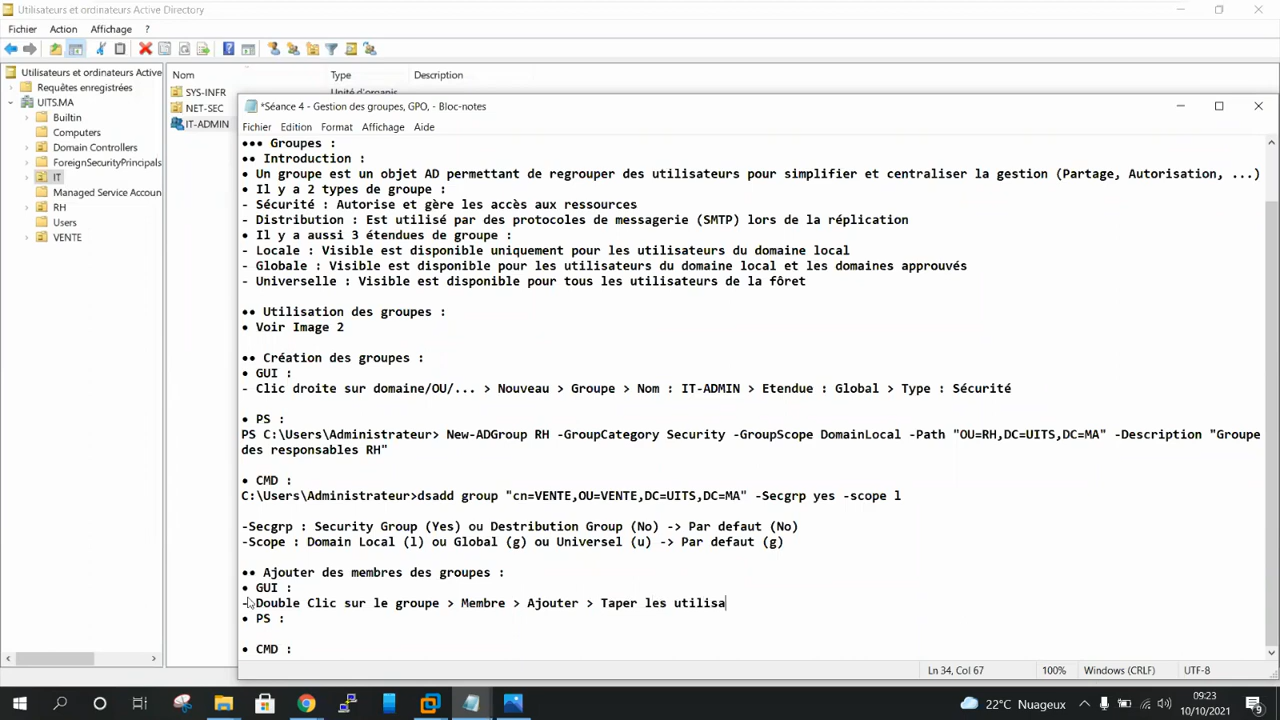 Utilisateurs et ordinateurs Active Directory
Fichier Action Affichage ?
Utilisateurs et ordinateurs Active
Requêtes enregistrées
UITS.MA
Builtin
Computers
Domain Controllers
ForeignSecurityPrincipals
IT
Managed Service Accoun
RH
Users
VENTE
Nom Type Description
SYS-INFR Unité d'organis
NET-SEC
IT-ADMIN
*Séance 4 - Gestion des groupes, GPO, - Bloc-notes
Fichier Edition Format Affichage Aide
••• Groupes :
•• Introduction :
• Un groupe est un objet AD permettant de regrouper des utilisateurs pour simplifier et centraliser la gestion (Partage, Autorisation, ...)
• Il y a 2 types de groupe :
- Sécurité : Autorise et gère les accès aux ressources
- Distribution : Est utilisé par des protocoles de messagerie (SMTP) lors de la réplication
• Il y a aussi 3 étendues de groupe :
- Locale : Visible est disponible uniquement pour les utilisateurs du domaine local
- Globale : Visible est disponible pour les utilisateurs du domaine local et les domaines approuvés
- Universelle : Visible est disponible pour tous les utilisateurs de la fôret
•• Utilisation des groupes :
• Voir Image 2
•• Création des groupes :
• GUI :
- Clic droite sur domaine/OU/... > Nouveau > Groupe > Nom : IT-ADMIN > Etendue : Global > Type : Sécurité
• PS :
PS C:\Users\Administrateur> New-ADGroup RH -GroupCategory Security -GroupScope DomainLocal -Path "OU=RH,DC=UITS,DC=MA" -Description "Groupe
des responsables RH"
• CMD :
C:\Users\Administrateur>dsadd group "cn=VENTE,OU=VENTE,DC=UITS,DC=MA" -Secgrp yes -scope l
-Secgrp : Security Group (Yes) ou Destribution Group (No) -> Par defaut (No)
-Scope : Domain Local (l) ou Global (g) ou Universel (u) -> Par defaut (g)
•• Ajouter des membres des groupes :
• GUI :
- Double Clic sur le groupe > Membre > Ajouter > Taper les utilisa
• PS :
• CMD :
Ln 34, Col 67 100% Windows (CRLF) UTF-8
22°C Nuageux
09:23
10/10/2021
9